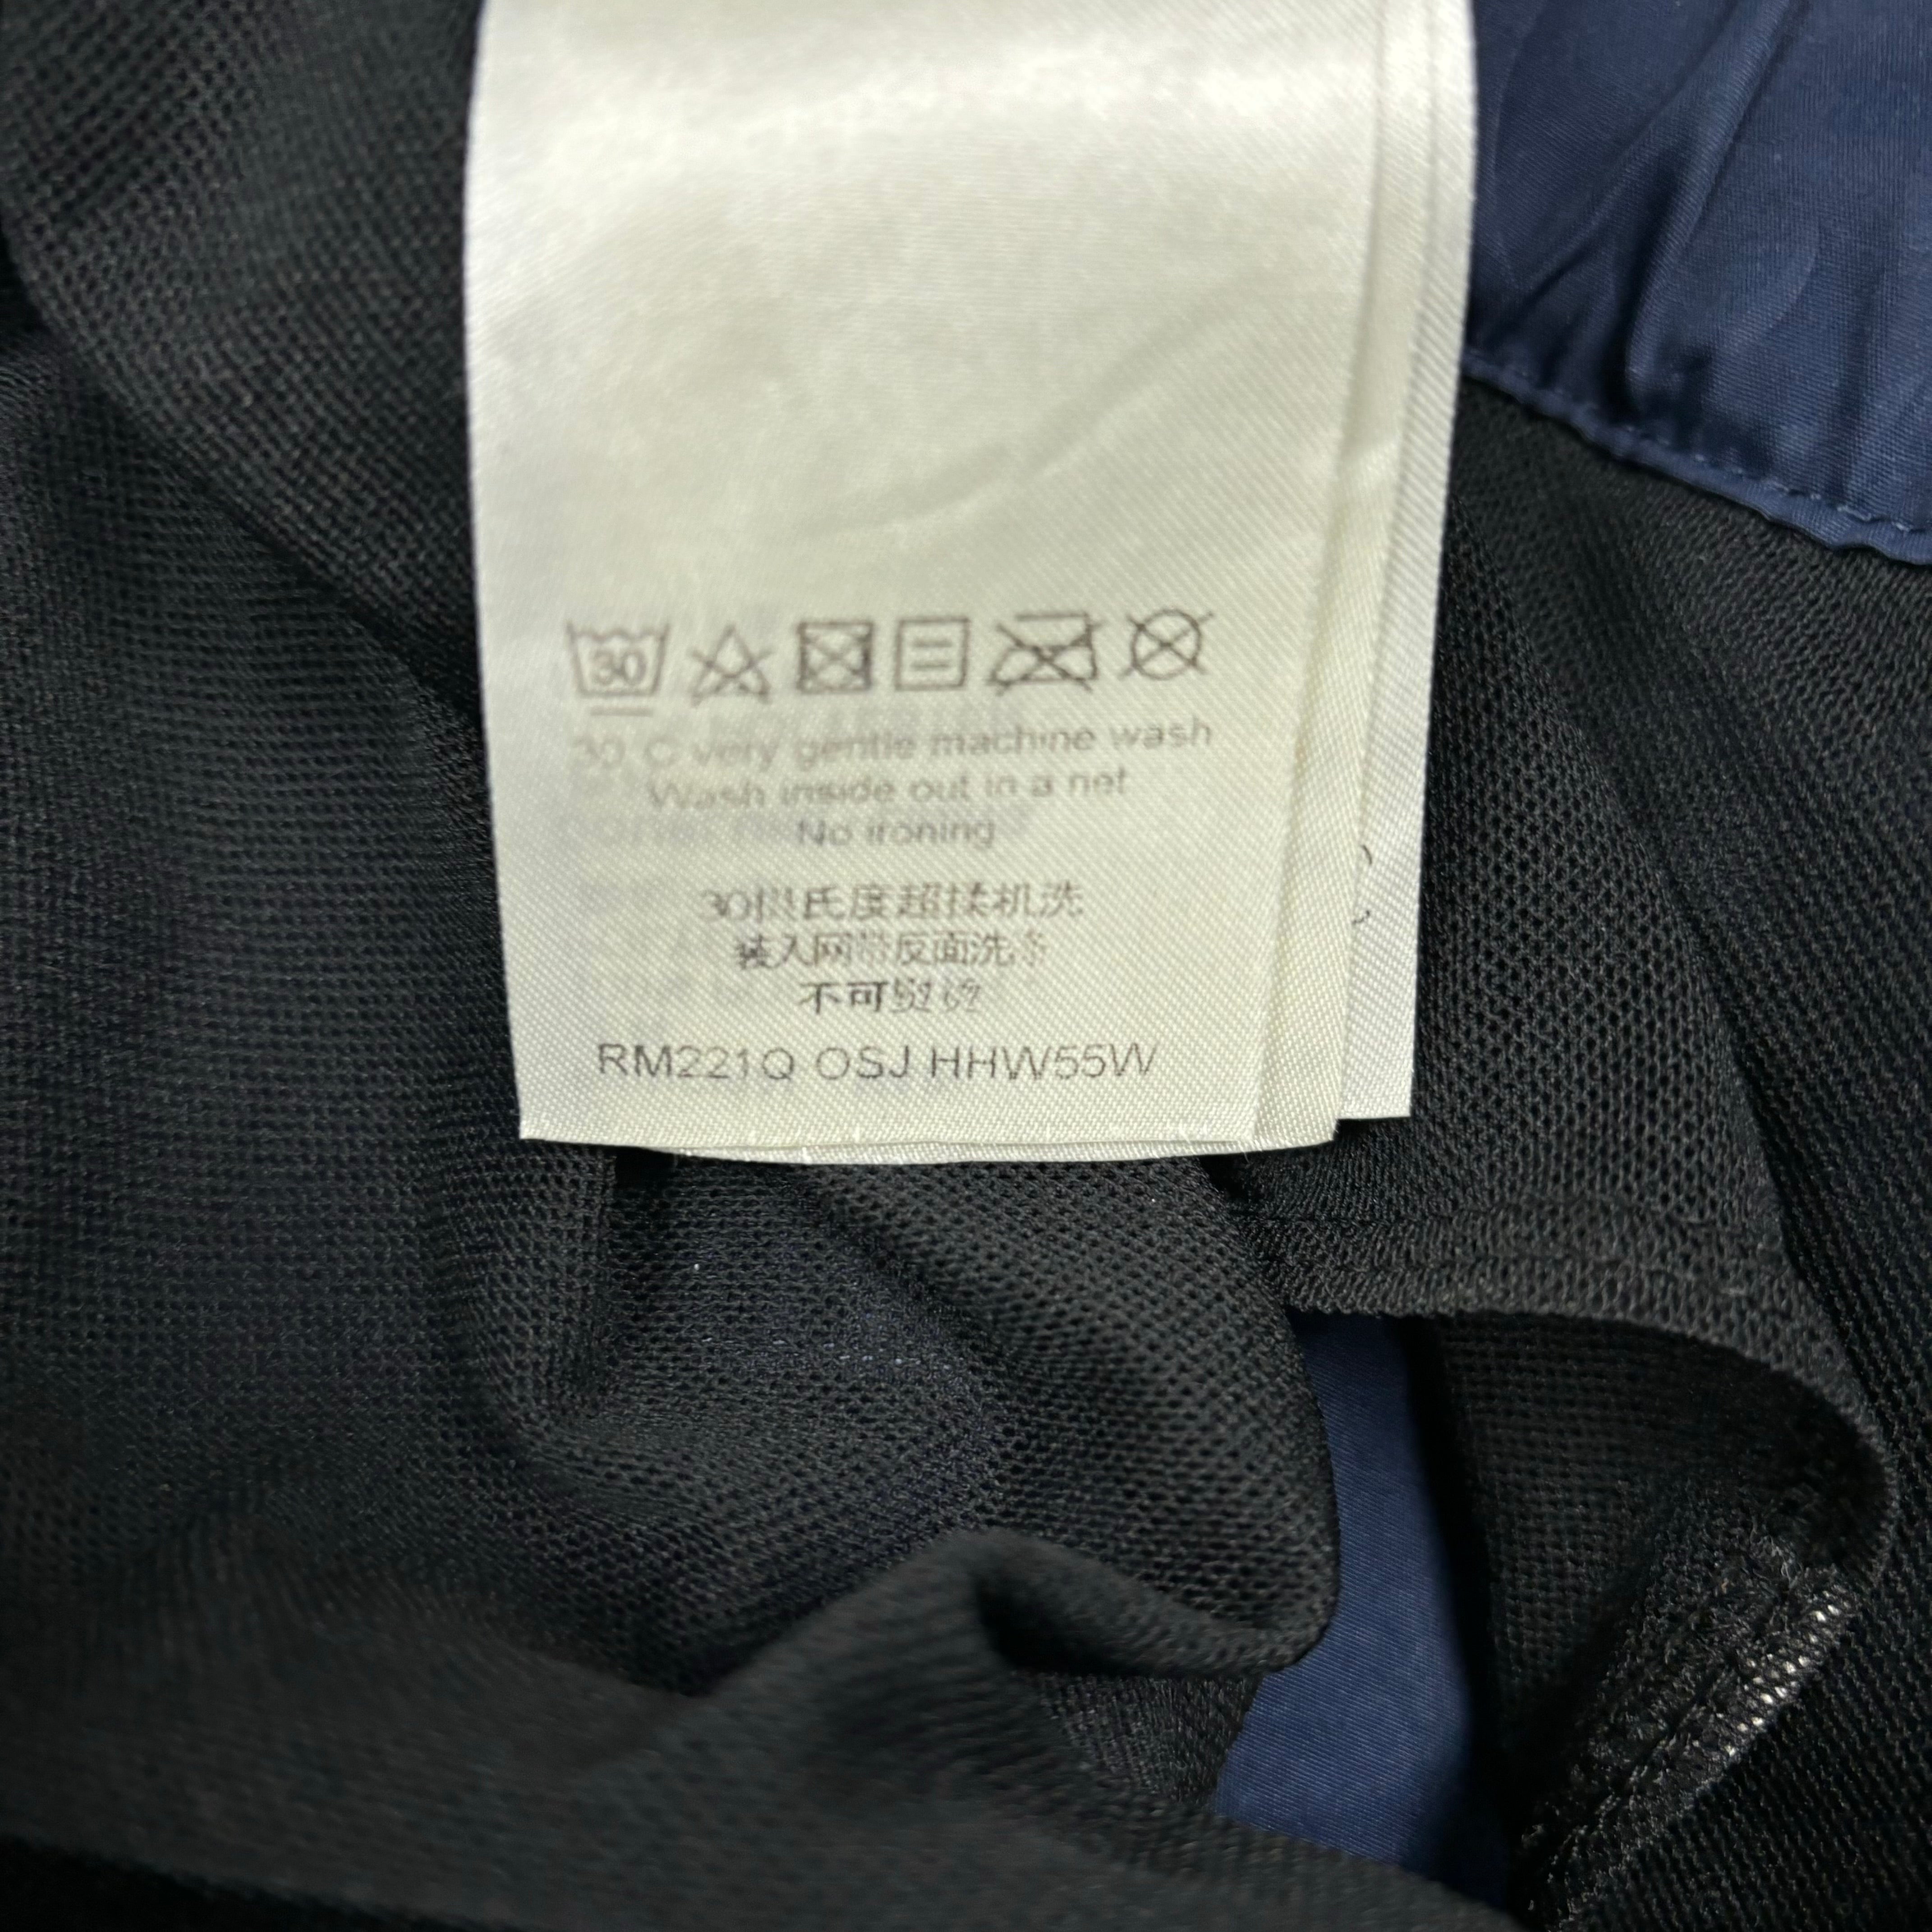 30
30°C very gentle machine wash
Wash inside out in a net
No ironing
30摄氏度超揉机洗
装入网带反面洗涤
不可熨烫
RM221Q OSJ HHW55W